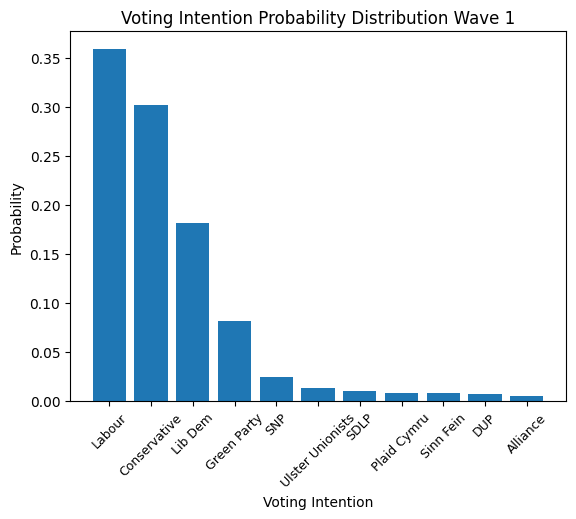 Voting Intention Probability Distribution Wave 1
Probability
0.35
0.30
0.25
0.20
0.15
0.10
0.05
0.00
Labour
Conservative
Lib Dem
Green Party
SNP
Ulster Unionists
SDLP
Plaid Cymru
Sinn Fein
DUP
Alliance
Voting Intention